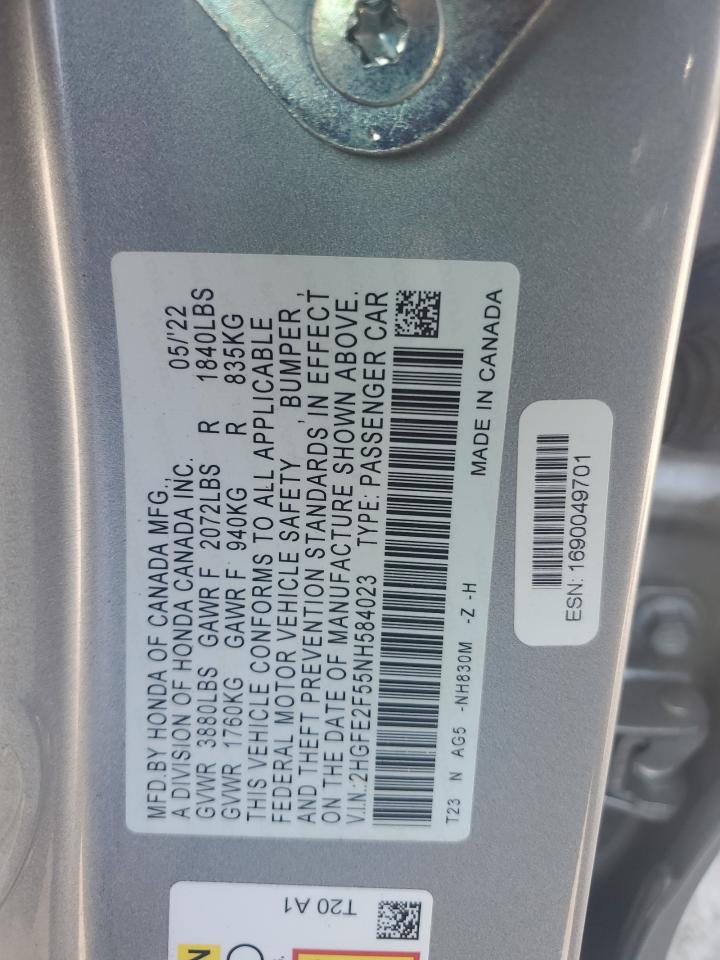 MFD.BY HONDA OF CANADA MFG.,
A DIVISION OF HONDA CANADA INC. 05/'22
GVWR 3880LBS GAWR F 2072LBS R 1840LBS
GVWR 1760KG GAWR F 940KG R 835KG
THIS VEHICLE CONFORMS TO ALL APPLICABLE
FEDERAL MOTOR VEHICLE SAFETY , BUMPER ,
AND THEFT PREVENTION STANDARDS IN EFFECT
ON THE DATE OF MANUFACTURE SHOWN ABOVE.
V.I.N.:2HGFE2F55NH584023 TYPE: PASSENGER CAR
T23 N AG5 -NH830M -Z -H
MADE IN CANADA
ESN: 1690049701
T20 A1